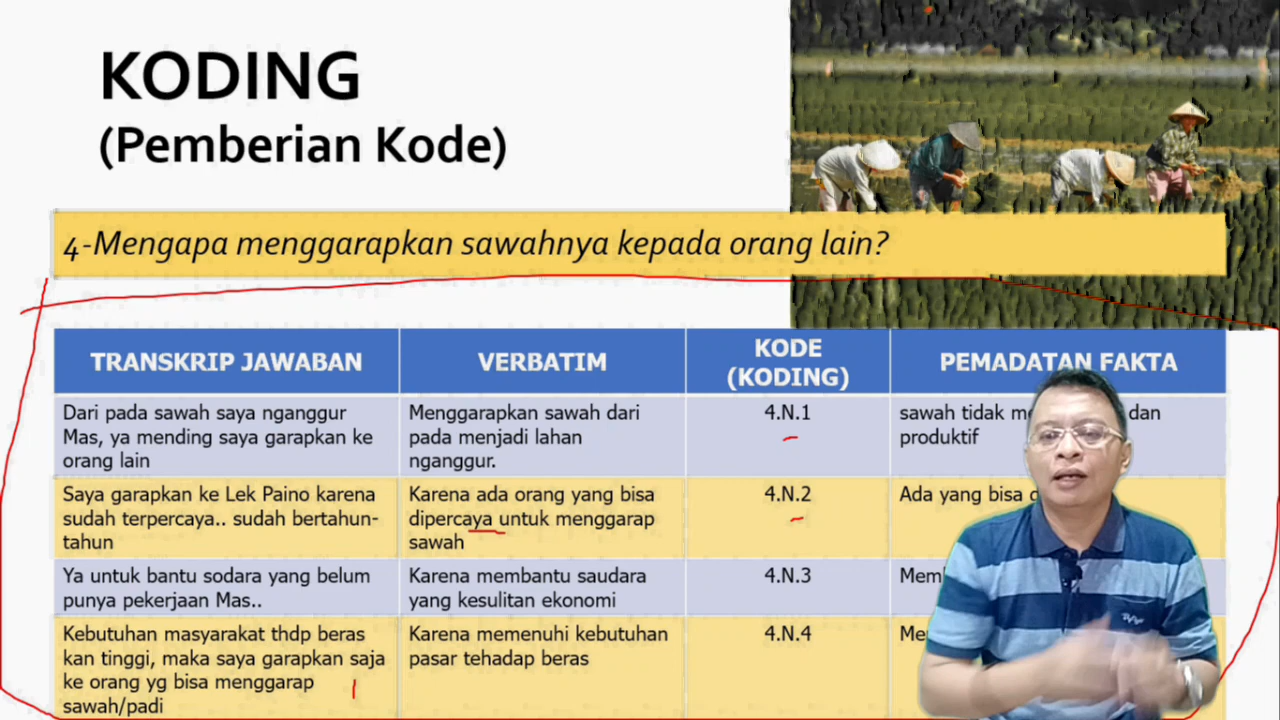 KODING
(Pemberian Kode)
4-Mengapa menggarapkan sawahnya kepada orang lain?
TRANSKRIP JAWABAN
VERBATIM
KODE
(KODING)
PEMADATAN FAKTA
Dari pada sawah saya nganggur
Mas, ya mending saya garapkan ke
orang lain
Menggarapkan sawah dari
pada menjadi lahan
nganggur.
4.N.1
sawah tidak dan
produktif
Saya garapkan ke Lek Paino karena
sudah terpercaya.. sudah bertahun-
tahun
Karena ada orang yang bisa
dipercaya untuk menggarap
sawah
4.N.2
Ada yang bisa
Ya untuk bantu sodara yang belum
punya pekerjaan Mas..
Karena membantu saudara
yang kesulitan ekonomi
4.N.3
Kebutuhan masyarakat thdp beras
kan tinggi, maka saya garapkan saja
ke orang yg bisa menggarap
sawah/padi
Karena memenuhi kebutuhan
pasar tehadap beras
4.N.4